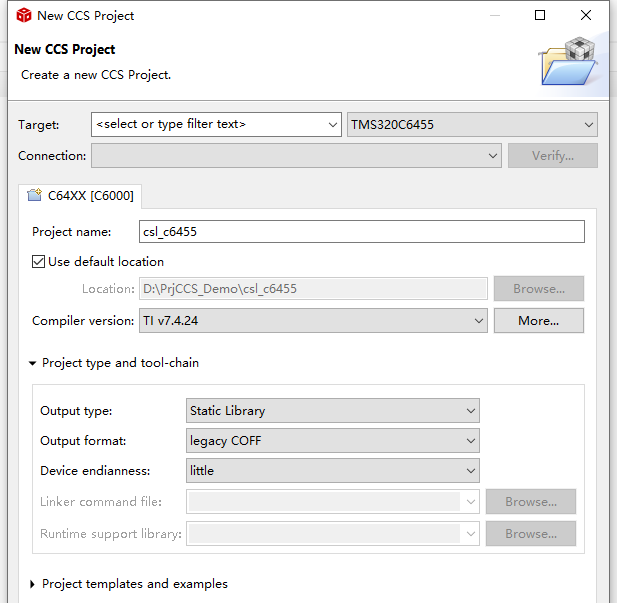 New CCS Project
New CCS Project
Create a new CCS Project.
Target: <select or type filter text> TMS320C6455
Connection: Verify...
C64XX [C6000]
Project name: csl_c6455
Use default location
Location: D:\PrjCCS_Demo\csl_c6455 Browse...
Compiler version: TI v7.4.24 More...
Project type and tool-chain
Output type: Static Library
Output format: legacy COFF
Device endianness: little
Linker command file: Browse...
Runtime support library: Browse...
Project templates and examples